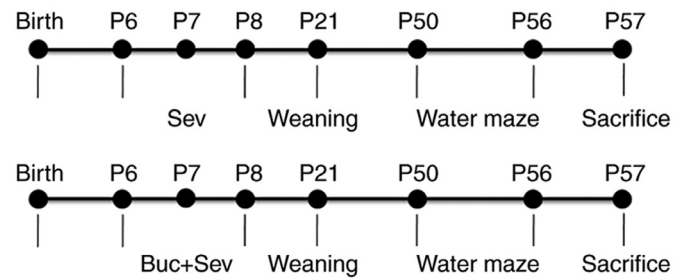 Birth P6 P7 P8 P21 P50 P56 P57
Sev Weaning Water maze Sacrifice
Birth P6 P7 P8 P21 P50 P56 P57
Buc+Sev Weaning Water maze Sacrifice